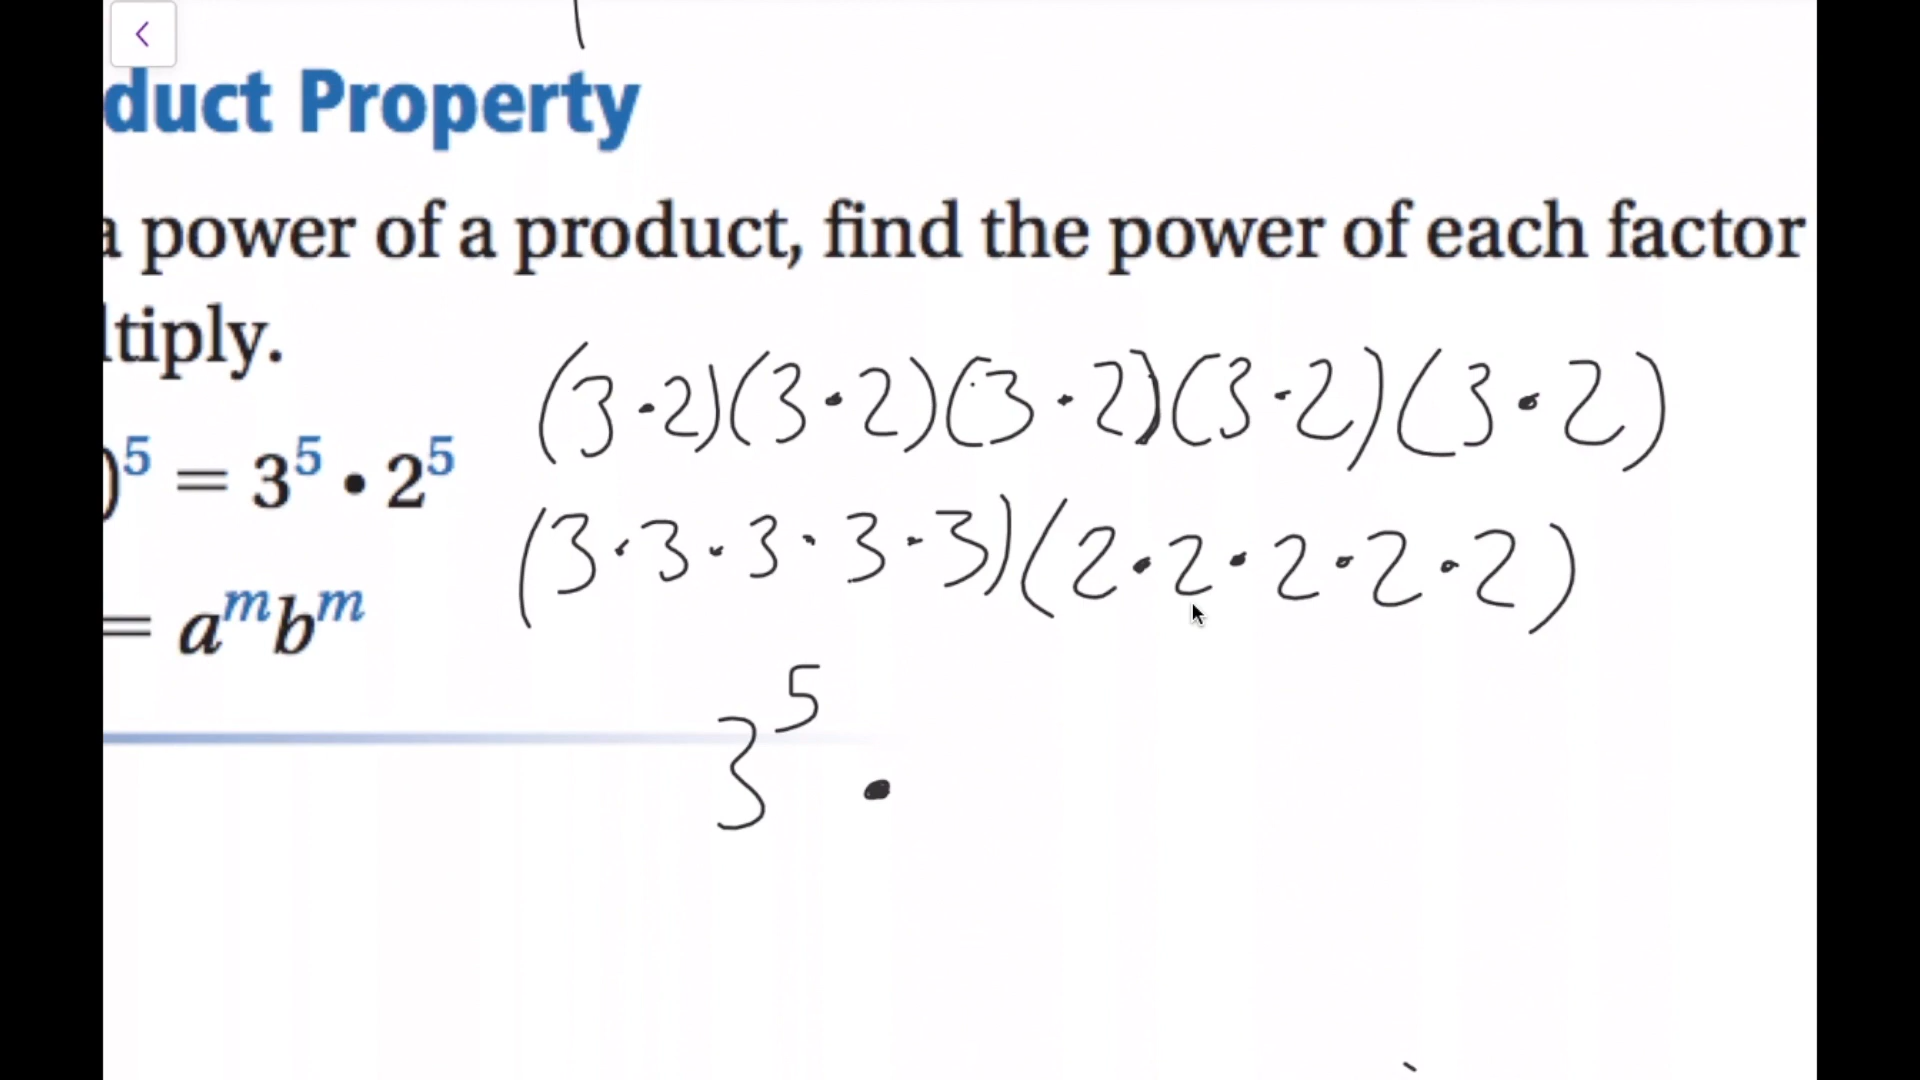 duct Property
a power of a product, find the power of each factor
ltiply.
(3·2)(3·2)(3·2)(3·2)(3·2)
)⁵ = 3⁵ • 2⁵
(3·3·3·3·3)(2·2·2·2·2)
= aᵐbᵐ
3⁵ ·